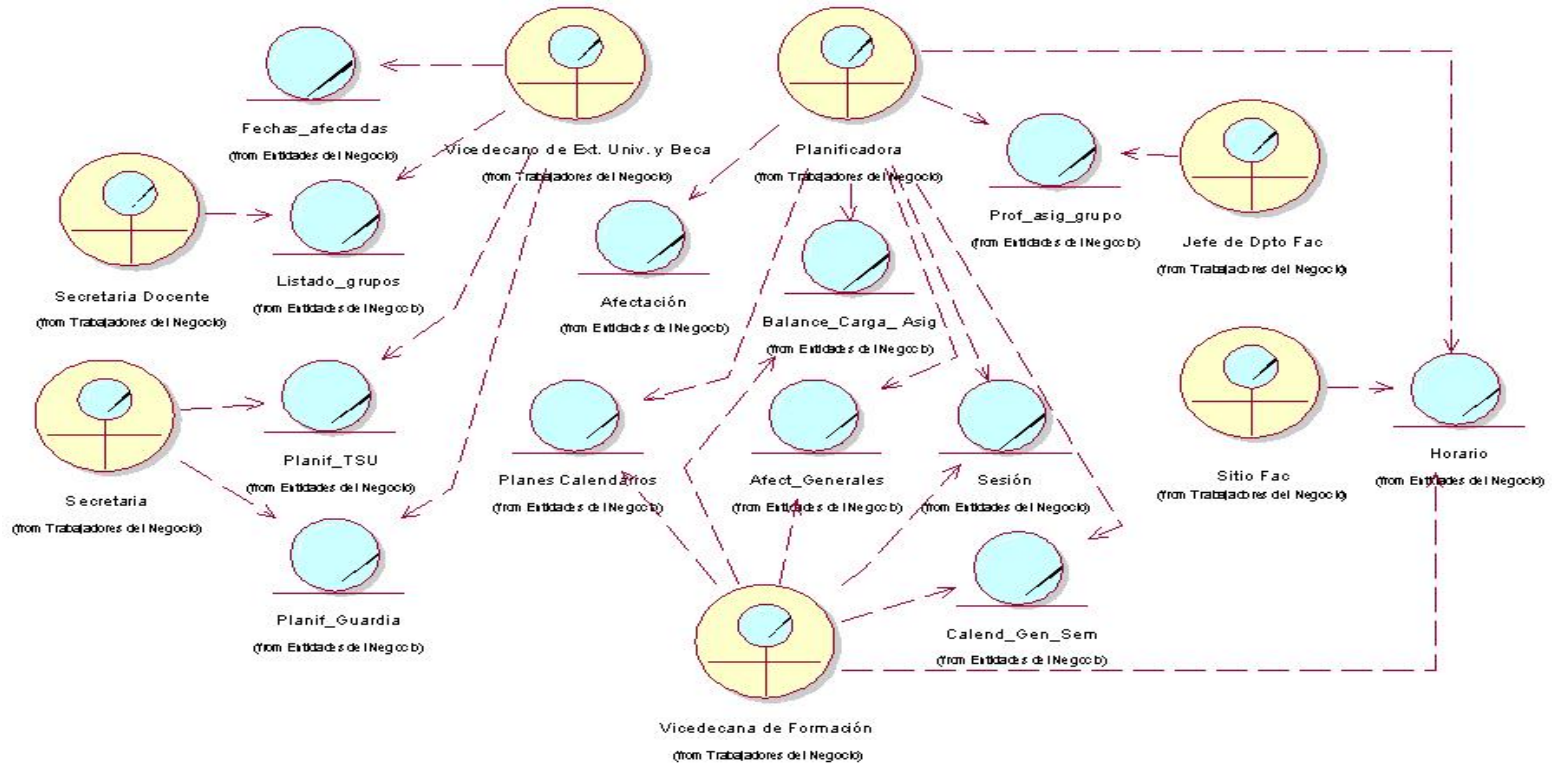 Fechas_afectadas
(from Entidades del Negocio)
Vicedecano de Ext. Univ. y Beca
(from Trabajadores del Negocio)
Planificadora
(from Trabajadores del Negocio)
Prof_asig_grupo
(from Entidades del Negocio)
Jefe de Dpto Fac
(from Trabajadores del Negocio)
Secretaria Docente
(from Trabajadores del Negocio)
Listado_grupos
(from Entidades del Negocio)
Afectación
(from Entidades del Negocio)
Balance_Carga_ Asig
(from Entidades del Negocio)
Secretaria
(from Trabajadores del Negocio)
Planif_TSU
(from Entidades del Negocio)
Planes Calendarios
(from Entidades del Negocio)
Afect_Generales
(from Entidades del Negocio)
Sesión
(from Entidades del Negocio)
Sitio Fac
(from Trabajadores del Negocio)
Horario
(from Entidades del Negocio)
Planif_Guardia
(from Entidades del Negocio)
Calend_Gen_Sem
(from Entidades del Negocio)
Vicedecana de Formación
(from Trabajadores del Negocio)